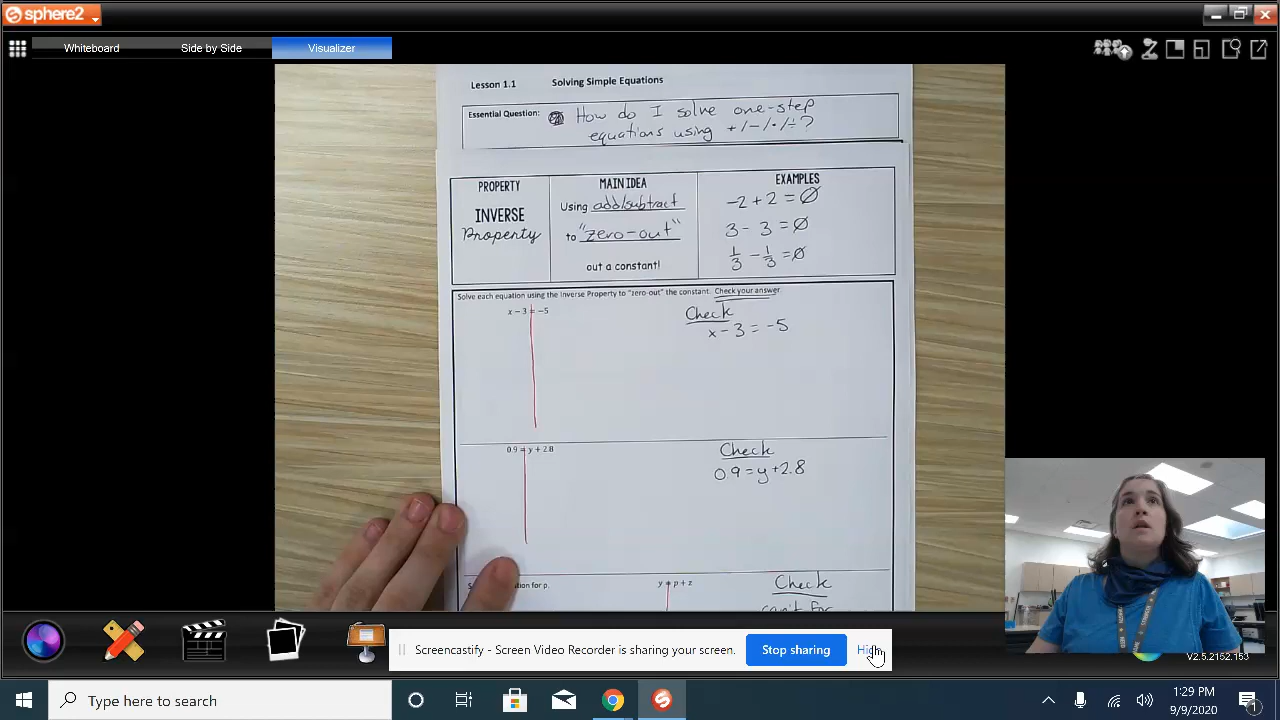 sphere2
Whiteboard
Side by Side
Visualizer
Lesson 1.1 Solving Simple Equations
Essential Question: How do I solve one-step
equations using +/−/•/÷?
PROPERTY
INVERSE
Property
MAIN IDEA
Using add/subtract
to "zero-out"
out a constant!
EXAMPLES
-2 + 2 = 0
3 - 3 = 0
1/3 - 1/3 = 0
Solve each equation using the Inverse Property to "zero-out" the constant. Check your answer.
x − 3 = −5
Check
x - 3 = -5
0.9 = y + 2.8
Check
0.9 = y + 2.8
tion for p.
y = p + z
Check
can't for
Screencastify - Screen Video Recorder is sharing your screen.
Stop sharing
Hide
V2.5.2152.153
Type here to search
1:29 PM
9/9/2020